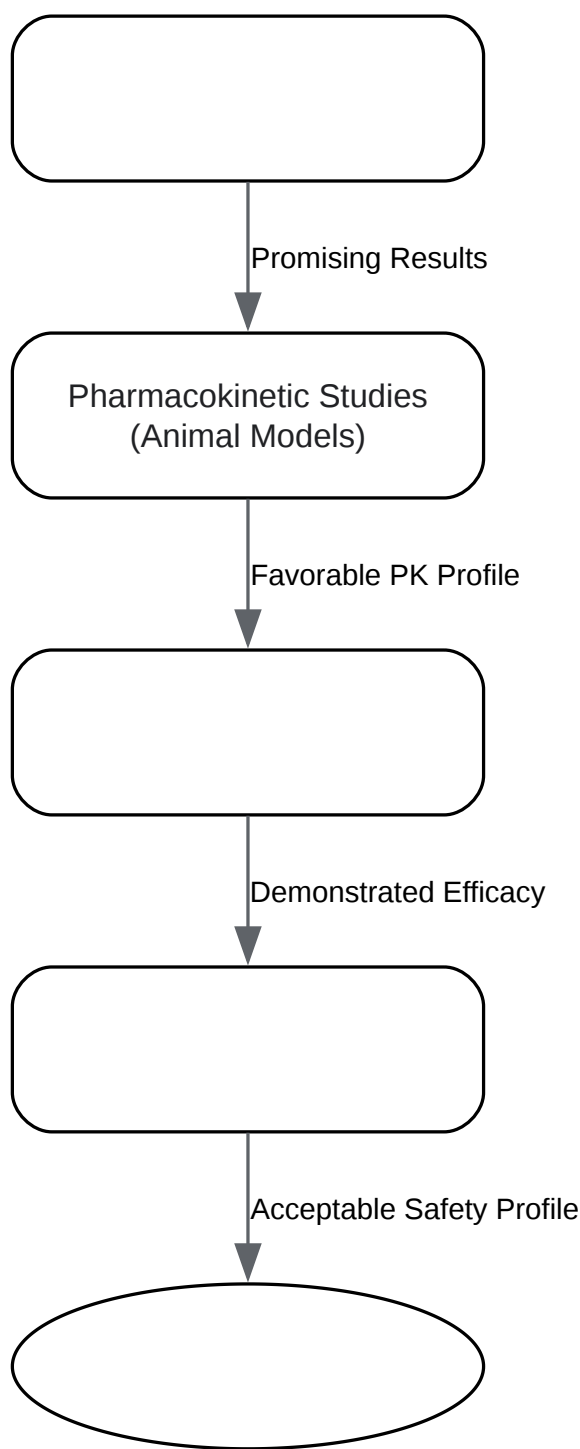 Promising Results
Pharmacokinetic Studies
(Animal Models)
Favorable PK Profile
Demonstrated Efficacy
Acceptable Safety Profile